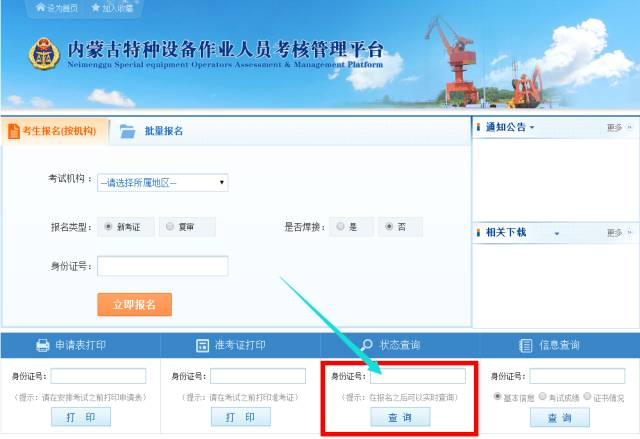 设为首页 加入收藏
内蒙古特种设备作业人员考核管理平台
Neimenggu Special equipment Operators Assessment & Management Platform
考生报名(按机构) 批量报名
通知公告 更多
考试机构： --请选择所属地区--
报名类型： 新考证 复审 是否焊接： 是 否
相关下载 更多
身份证号：
立即报名
申请表打印 准考证打印 状态查询 信息查询
身份证号： 身份证号： 身份证号： 身份证号：
（提示：请在安排考试之前打印申请表） （提示：请在考试之前打印准考证） （提示：在报名之后可以实时查询） 基本信息 考试成绩 证书情况
打 印 打 印 查 询 查 询